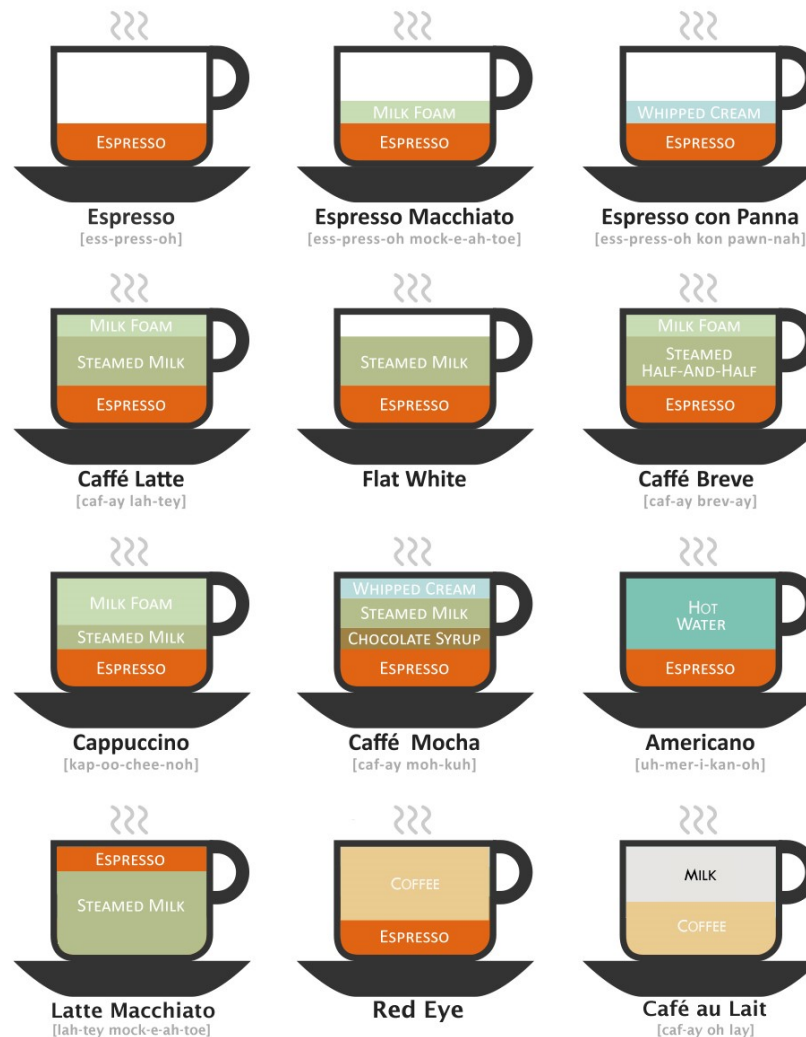 ESPRESSO
Espresso
[ess-press-oh]
MILK FOAM
ESPRESSO
Espresso Macchiato
[ess-press-oh mock-e-ah-toe]
WHIPPED CREAM
ESPRESSO
Espresso con Panna
[ess-press-oh kon pawn-nah]
MILK FOAM
STEAMED MILK
ESPRESSO
Caffé Latte
[caf-ay lah-tey]
STEAMED MILK
ESPRESSO
Flat White
MILK FOAM
STEAMED
HALF-AND-HALF
ESPRESSO
Caffé Breve
[caf-ay brev-ay]
MILK FOAM
STEAMED MILK
ESPRESSO
Cappuccino
[kap-oo-chee-noh]
WHIPPED CREAM
STEAMED MILK
CHOCOLATE SYRUP
ESPRESSO
Caffé Mocha
[caf-ay moh-kuh]
HOT
WATER
ESPRESSO
Americano
[uh-mer-i-kan-oh]
ESPRESSO
STEAMED MILK
Latte Macchiato
[lah-tey mock-e-ah-toe]
COFFEE
ESPRESSO
Red Eye
MILK
COFFEE
Café au Lait
[caf-ay oh lay]